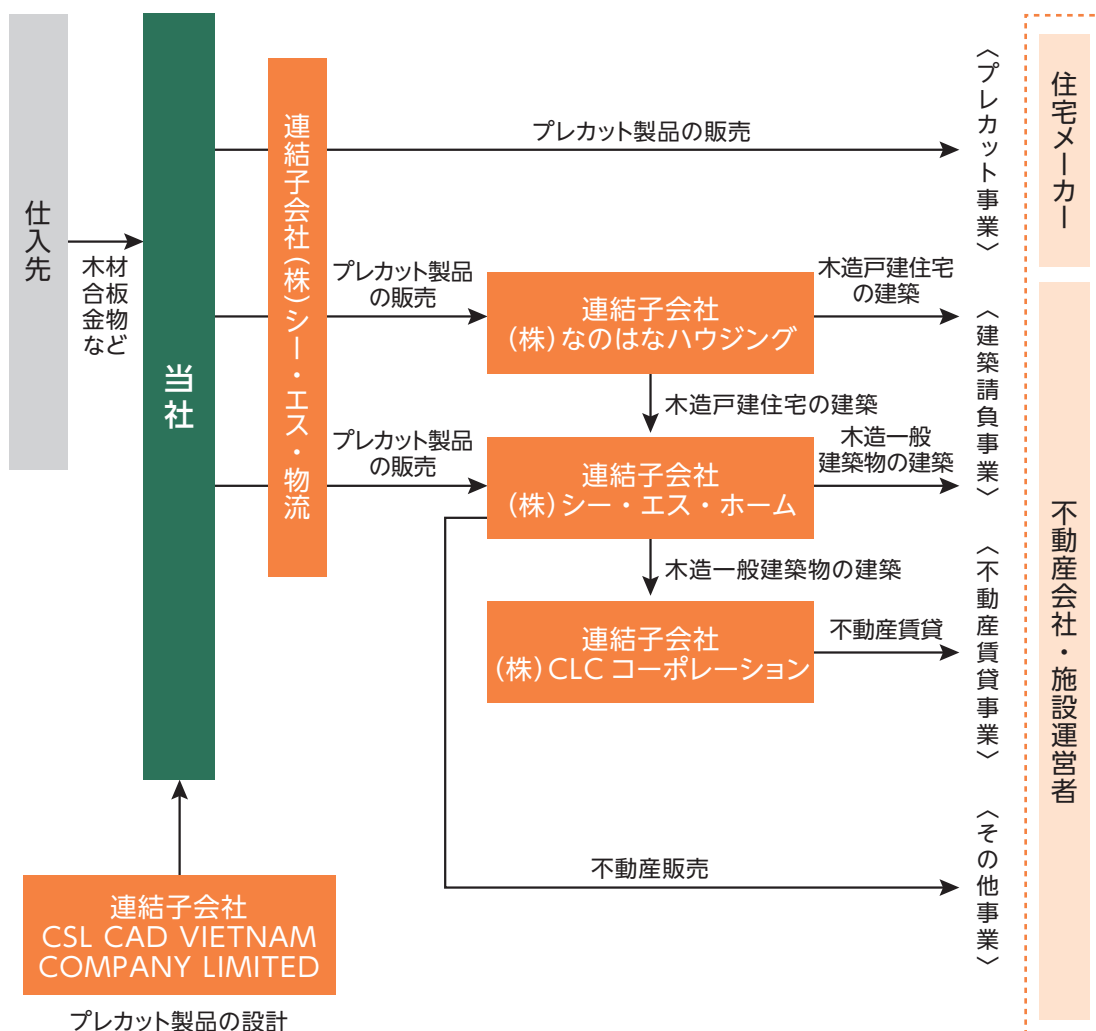 仕入先
木材
合板
金物
など
当社
連結子会社(株)シー・エス・物流
プレカット製品の販売
〈プレカット事業〉
住宅メーカー
プレカット製品
の販売
連結子会社
(株)なのはなハウジング
木造戸建住宅
の建築
〈建築請負事業〉
木造戸建住宅の建築
プレカット製品
の販売
連結子会社
(株)シー・エス・ホーム
木造一般
建築物の建築
木造一般建築物の建築
連結子会社
(株)CLC コーポレーション
不動産賃貸
〈不動産賃貸事業〉
不動産会社・施設運営者
不動産販売
〈その他事業〉
連結子会社
CSL CAD VIETNAM
COMPANY LIMITED
プレカット製品の設計